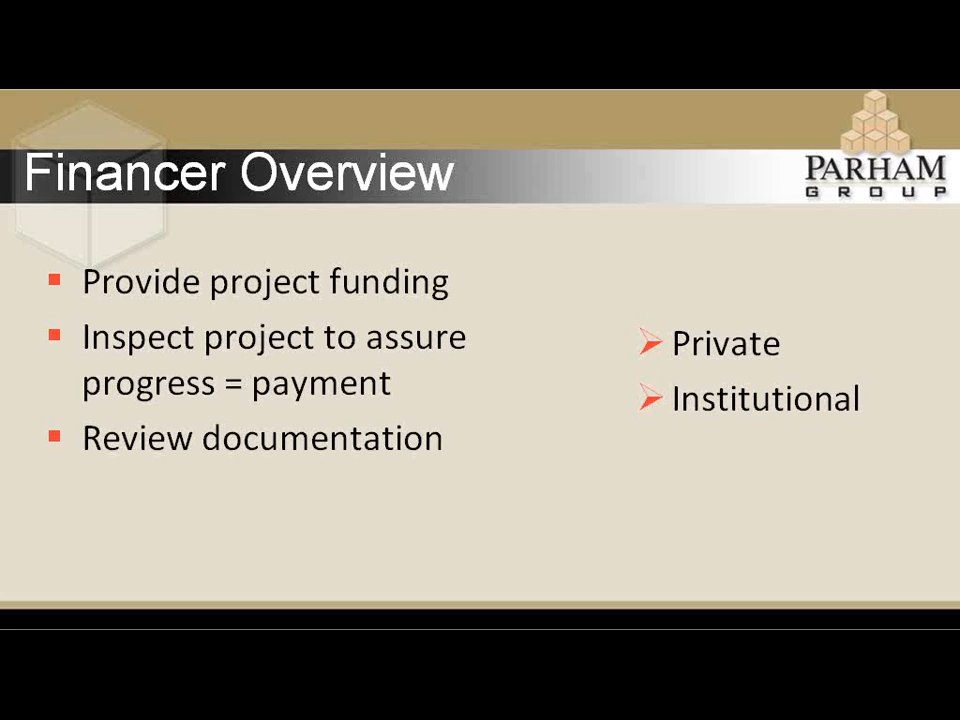 Financer Overview
PARHAM
GROUP
Provide project funding
Inspect project to assure
progress = payment
Review documentation
Private
Institutional